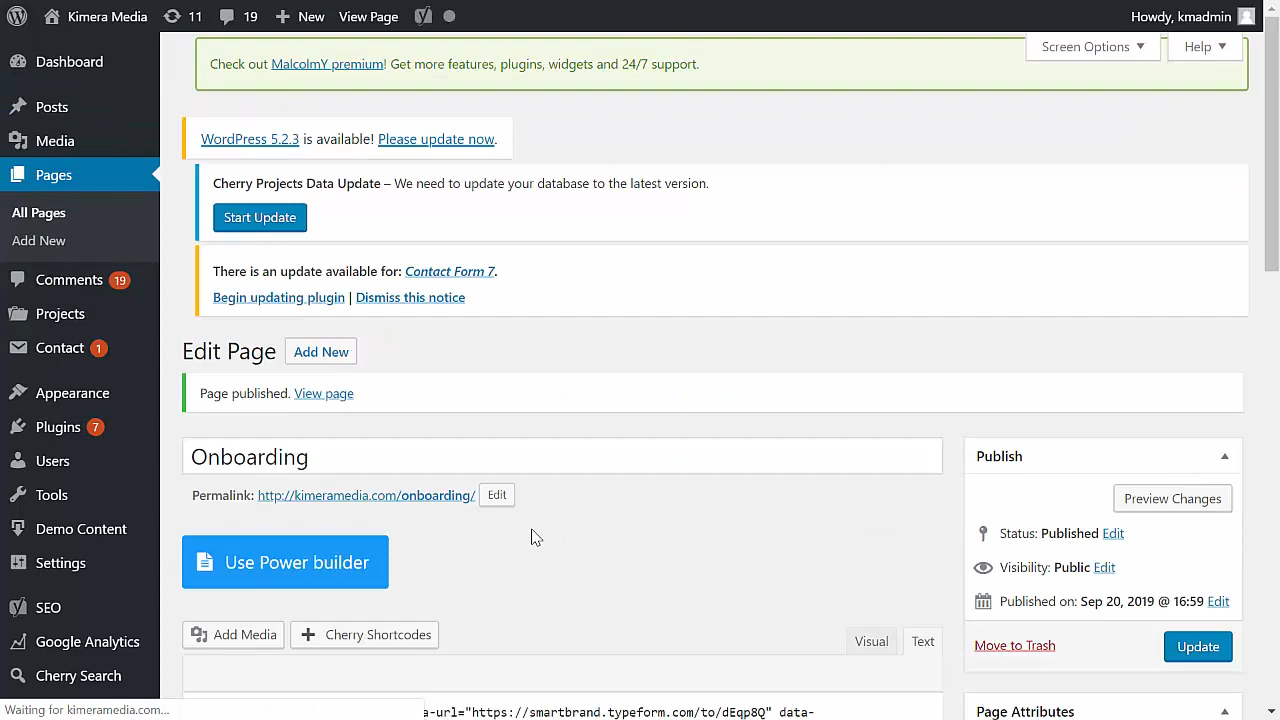 Kimera Media 11 19 New View Page Howdy, kmadmin
Screen Options Help
Dashboard
Posts
Media
Pages
All Pages
Add New
Comments 19
Projects
Contact 1
Appearance
Plugins 7
Users
Tools
Demo Content
Settings
SEO
Google Analytics
Cherry Search
Check out MalcolmY premium! Get more features, plugins, widgets and 24/7 support.
WordPress 5.2.3 is available! Please update now.
Cherry Projects Data Update – We need to update your database to the latest version.
Start Update
There is an update available for: Contact Form 7.
Begin updating plugin | Dismiss this notice
Edit Page Add New
Page published. View page
Onboarding
Permalink: http://kimeramedia.com/onboarding/ Edit
Use Power builder
Add Media Cherry Shortcodes Visual Text
a-url="https://smartbrand.typeform.com/to/dEqp8Q" data-
Publish
Preview Changes
Status: Published Edit
Visibility: Public Edit
Published on: Sep 20, 2019 @ 16:59 Edit
Move to Trash Update
Page Attributes
Waiting for kimeramedia.com...